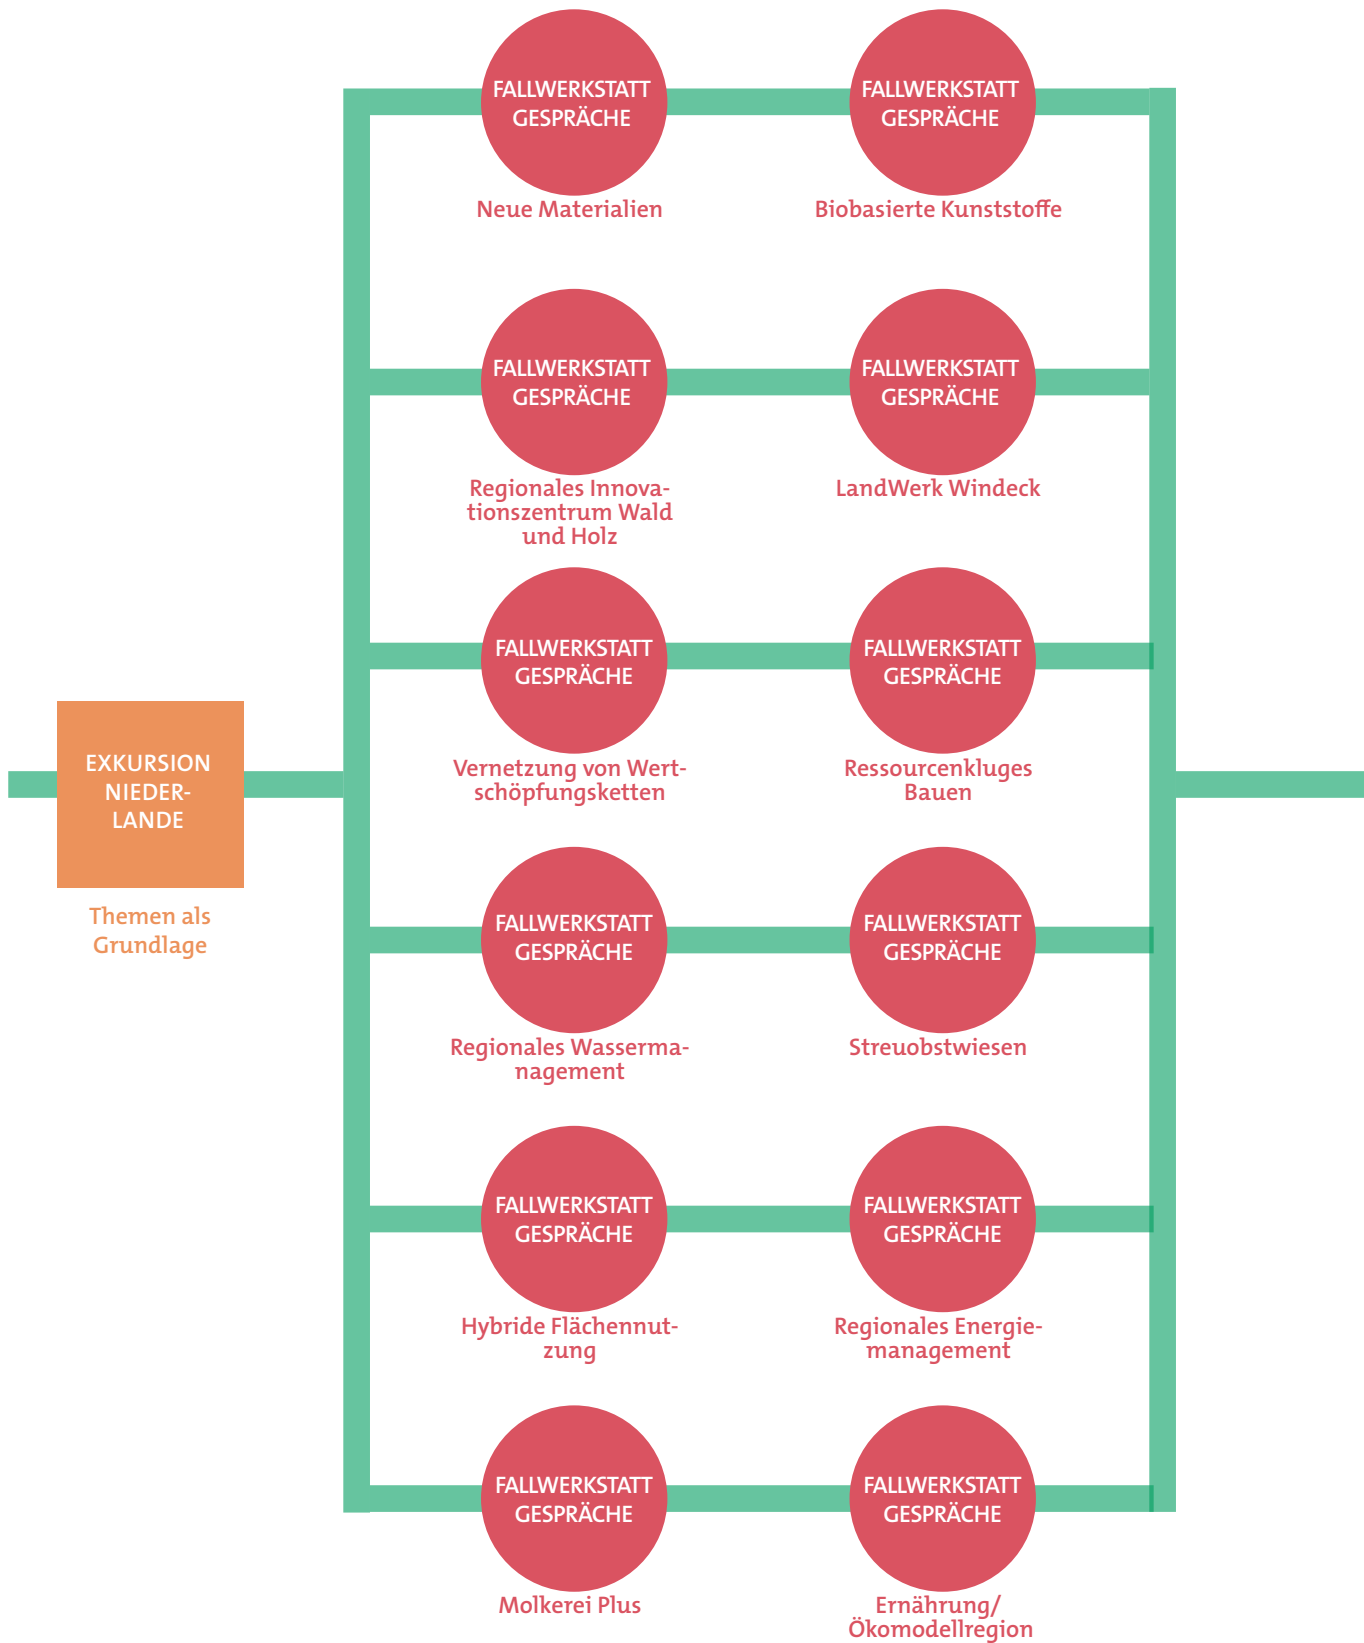 FALLWERKSTATT
GESPRÄCHE
Neue Materialien
FALLWERKSTATT
GESPRÄCHE
Biobasierte Kunststoffe
FALLWERKSTATT
GESPRÄCHE
Regionales Innova-
tionszentrum Wald
und Holz
FALLWERKSTATT
GESPRÄCHE
LandWerk Windeck
FALLWERKSTATT
GESPRÄCHE
Vernetzung von Wert-
schöpfungsketten
FALLWERKSTATT
GESPRÄCHE
Ressourcenkluges
Bauen
EXKURSION
NIEDER-
LANDE
Themen als
Grundlage
FALLWERKSTATT
GESPRÄCHE
Regionales Wasserma-
nagement
FALLWERKSTATT
GESPRÄCHE
Streuobstwiesen
FALLWERKSTATT
GESPRÄCHE
Hybride Flächennut-
zung
FALLWERKSTATT
GESPRÄCHE
Regionales Energie-
management
FALLWERKSTATT
GESPRÄCHE
Molkerei Plus
FALLWERKSTATT
GESPRÄCHE
Ernährung/
Ökomodellregion